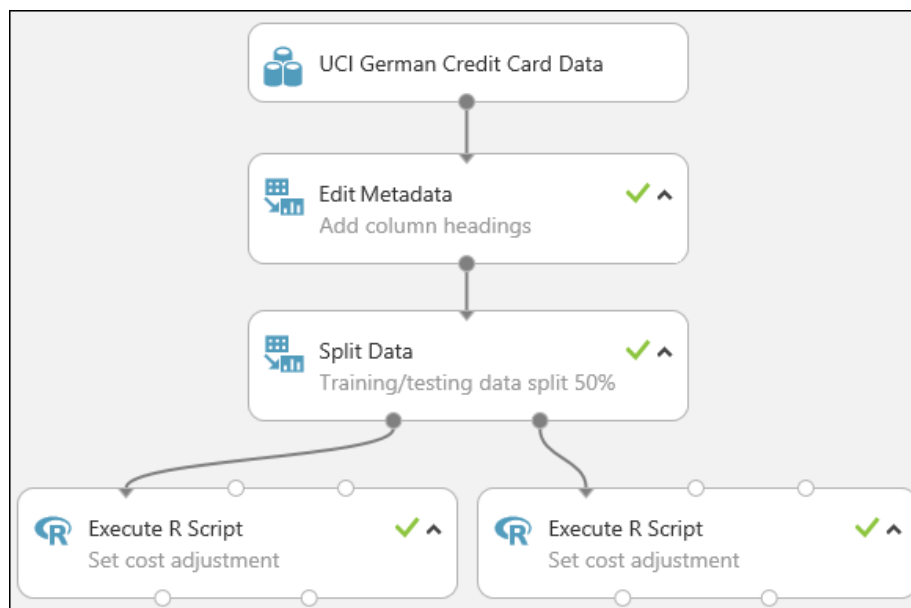 UCI German Credit Card Data
Edit Metadata
Add column headings
Split Data
Training/testing data split 50%
Execute R Script
Set cost adjustment
Execute R Script
Set cost adjustment